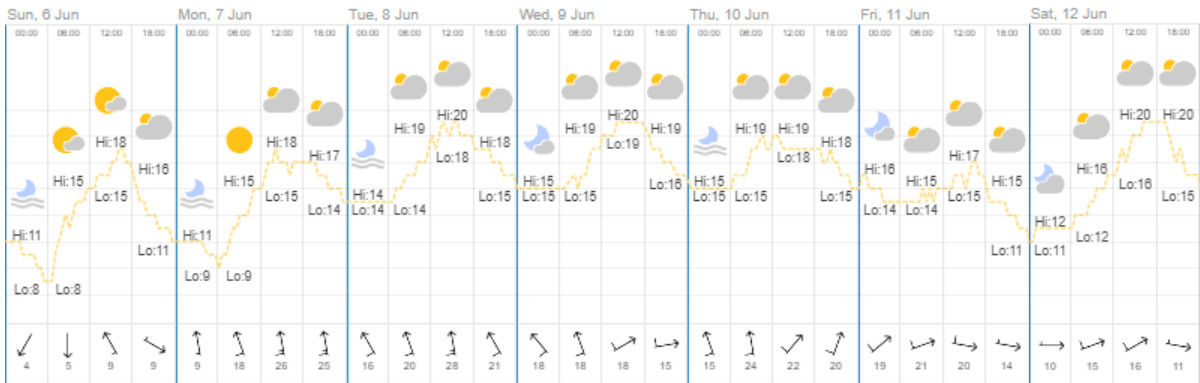 Sun, 6 Jun Mon, 7 Jun Tue, 8 Jun Wed, 9 Jun Thu, 10 Jun Fri, 11 Jun Sat, 12 Jun
00:00 06:00 12:00 18:00 00:00 06:00 12:00 18:00 00:00 06:00 12:00 18:00 00:00 06:00 12:00 18:00 00:00 06:00 12:00 18:00 00:00 06:00 12:00 18:00 00:00 06:00 12:00 18:00
Hi:11 Hi:15 Hi:18 Hi:16 Hi:11 Hi:15 Hi:18 Hi:17 Hi:14 Hi:19 Hi:20 Hi:18 Hi:15 Hi:19 Hi:20 Hi:19 Hi:15 Hi:19 Hi:19 Hi:18 Hi:16 Hi:15 Hi:17 Hi:15 Hi:12 Hi:16 Hi:20 Hi:20
Lo:8 Lo:8 Lo:15 Lo:11 Lo:9 Lo:9 Lo:15 Lo:14 Lo:14 Lo:14 Lo:18 Lo:15 Lo:15 Lo:15 Lo:19 Lo:16 Lo:15 Lo:15 Lo:18 Lo:15 Lo:14 Lo:14 Lo:15 Lo:11 Lo:11 Lo:12 Lo:16 Lo:15
4 5 9 9 9 18 26 25 16 20 28 21 18 18 18 15 15 24 22 20 19 21 20 14 10 15 16 11